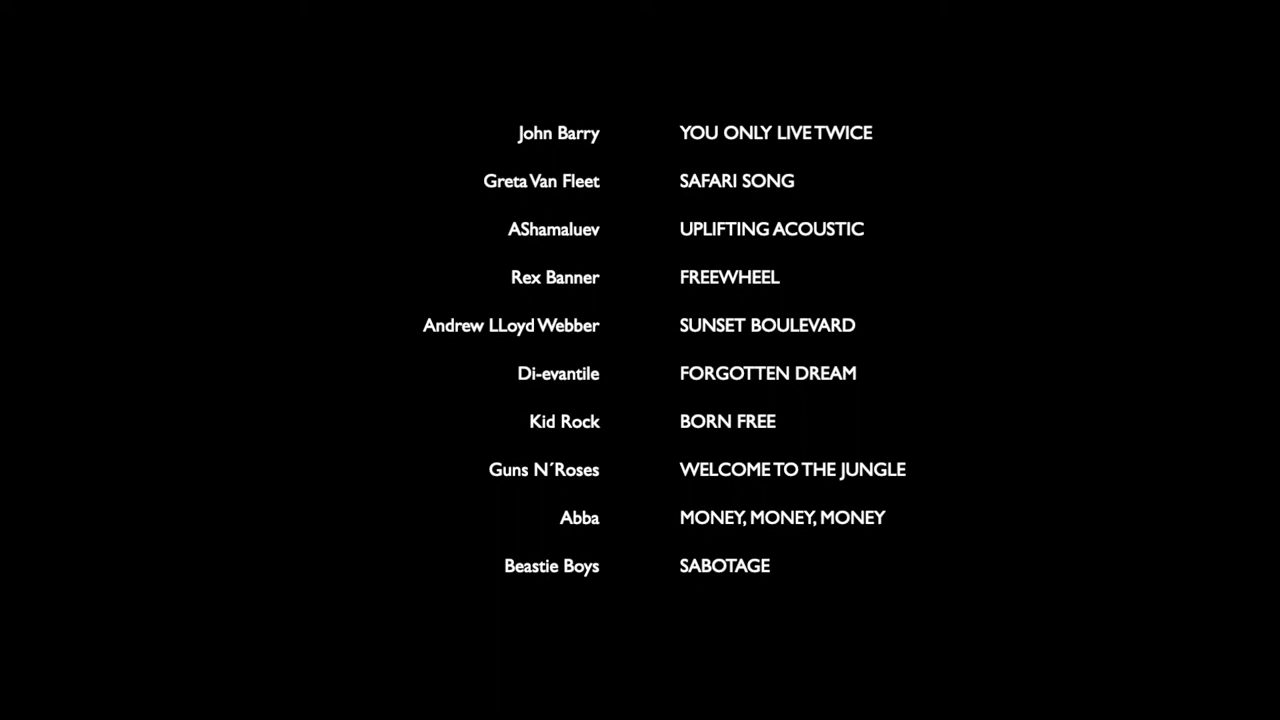 John Barry YOU ONLY LIVE TWICE
Greta Van Fleet SAFARI SONG
AShamaluev UPLIFTING ACOUSTIC
Rex Banner FREEWHEEL
Andrew LLoyd Webber SUNSET BOULEVARD
Di-evantile FORGOTTEN DREAM
Kid Rock BORN FREE
Guns N´Roses WELCOME TO THE JUNGLE
Abba MONEY, MONEY, MONEY
Beastie Boys SABOTAGE